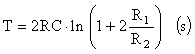 T = 2RC · ln (1 + 2 R₁/R₂) (s)